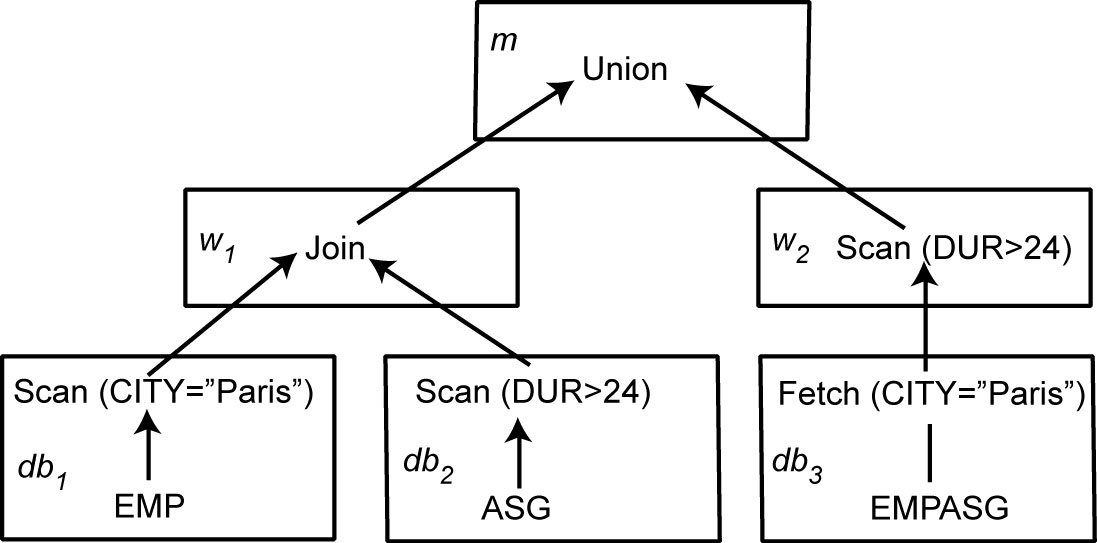 m
Union
w1
Join
w2
Scan (DUR>24)
Scan (CITY=”Paris”)
db1
EMP
Scan (DUR>24)
db2
ASG
Fetch (CITY=”Paris”)
db3
EMPASG